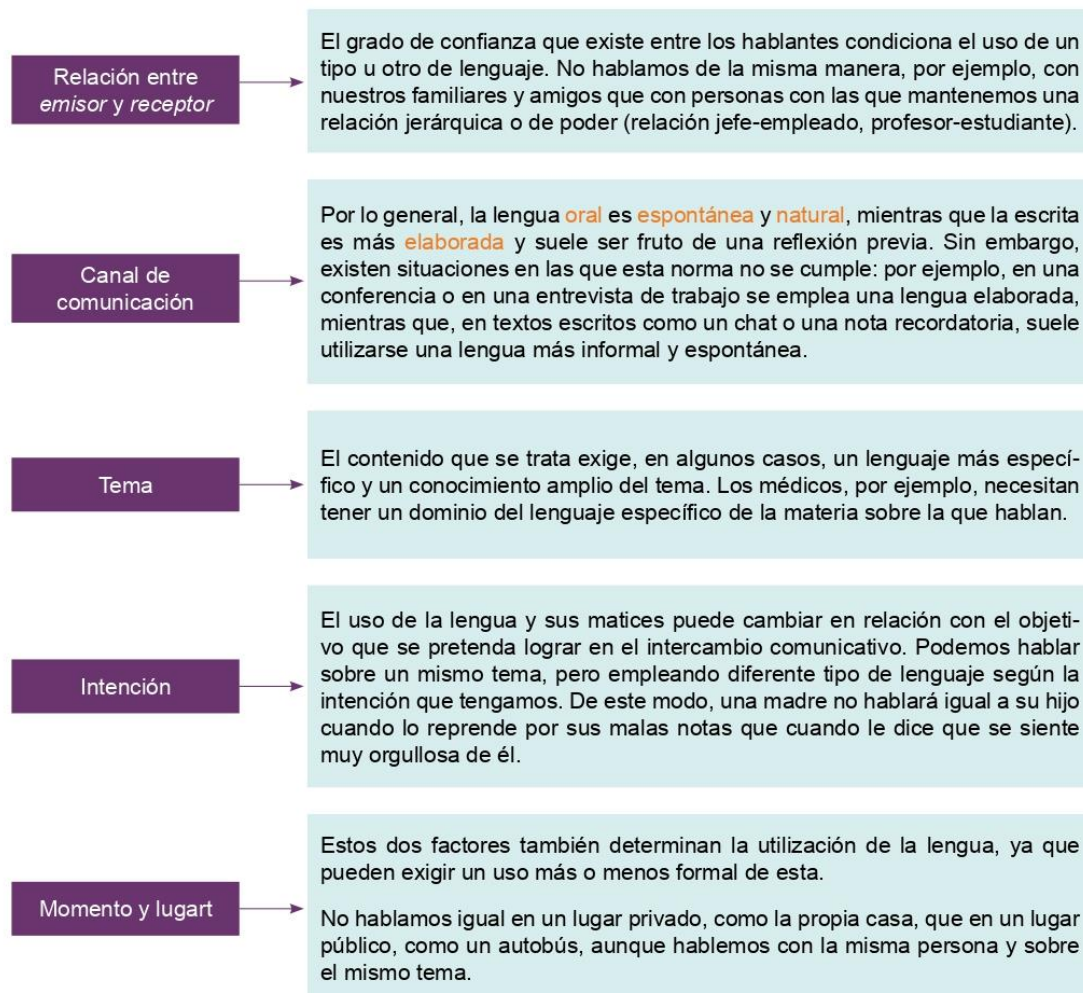 Relación entre
emisor y receptor
El grado de confianza que existe entre los hablantes condiciona el uso de un
tipo u otro de lenguaje. No hablamos de la misma manera, por ejemplo, con
nuestros familiares y amigos que con personas con las que mantenemos una
relación jerárquica o de poder (relación jefe-empleado, profesor-estudiante).
Canal de
comunicación
Por lo general, la lengua oral es espontánea y natural, mientras que la escrita
es más elaborada y suele ser fruto de una reflexión previa. Sin embargo,
existen situaciones en las que esta norma no se cumple: por ejemplo, en una
conferencia o en una entrevista de trabajo se emplea una lengua elaborada,
mientras que, en textos escritos como un chat o una nota recordatoria, suele
utilizarse una lengua más informal y espontánea.
Tema
El contenido que se trata exige, en algunos casos, un lenguaje más especí-
fico y un conocimiento amplio del tema. Los médicos, por ejemplo, necesitan
tener un dominio del lenguaje específico de la materia sobre la que hablan.
Intención
El uso de la lengua y sus matices puede cambiar en relación con el objeti-
vo que se pretenda lograr en el intercambio comunicativo. Podemos hablar
sobre un mismo tema, pero empleando diferente tipo de lenguaje según la
intención que tengamos. De este modo, una madre no hablará igual a su hijo
cuando lo reprende por sus malas notas que cuando le dice que se siente
muy orgullosa de él.
Momento y lugart
Estos dos factores también determinan la utilización de la lengua, ya que
pueden exigir un uso más o menos formal de esta.
No hablamos igual en un lugar privado, como la propia casa, que en un lugar
público, como un autobús, aunque hablemos con la misma persona y sobre
el mismo tema.